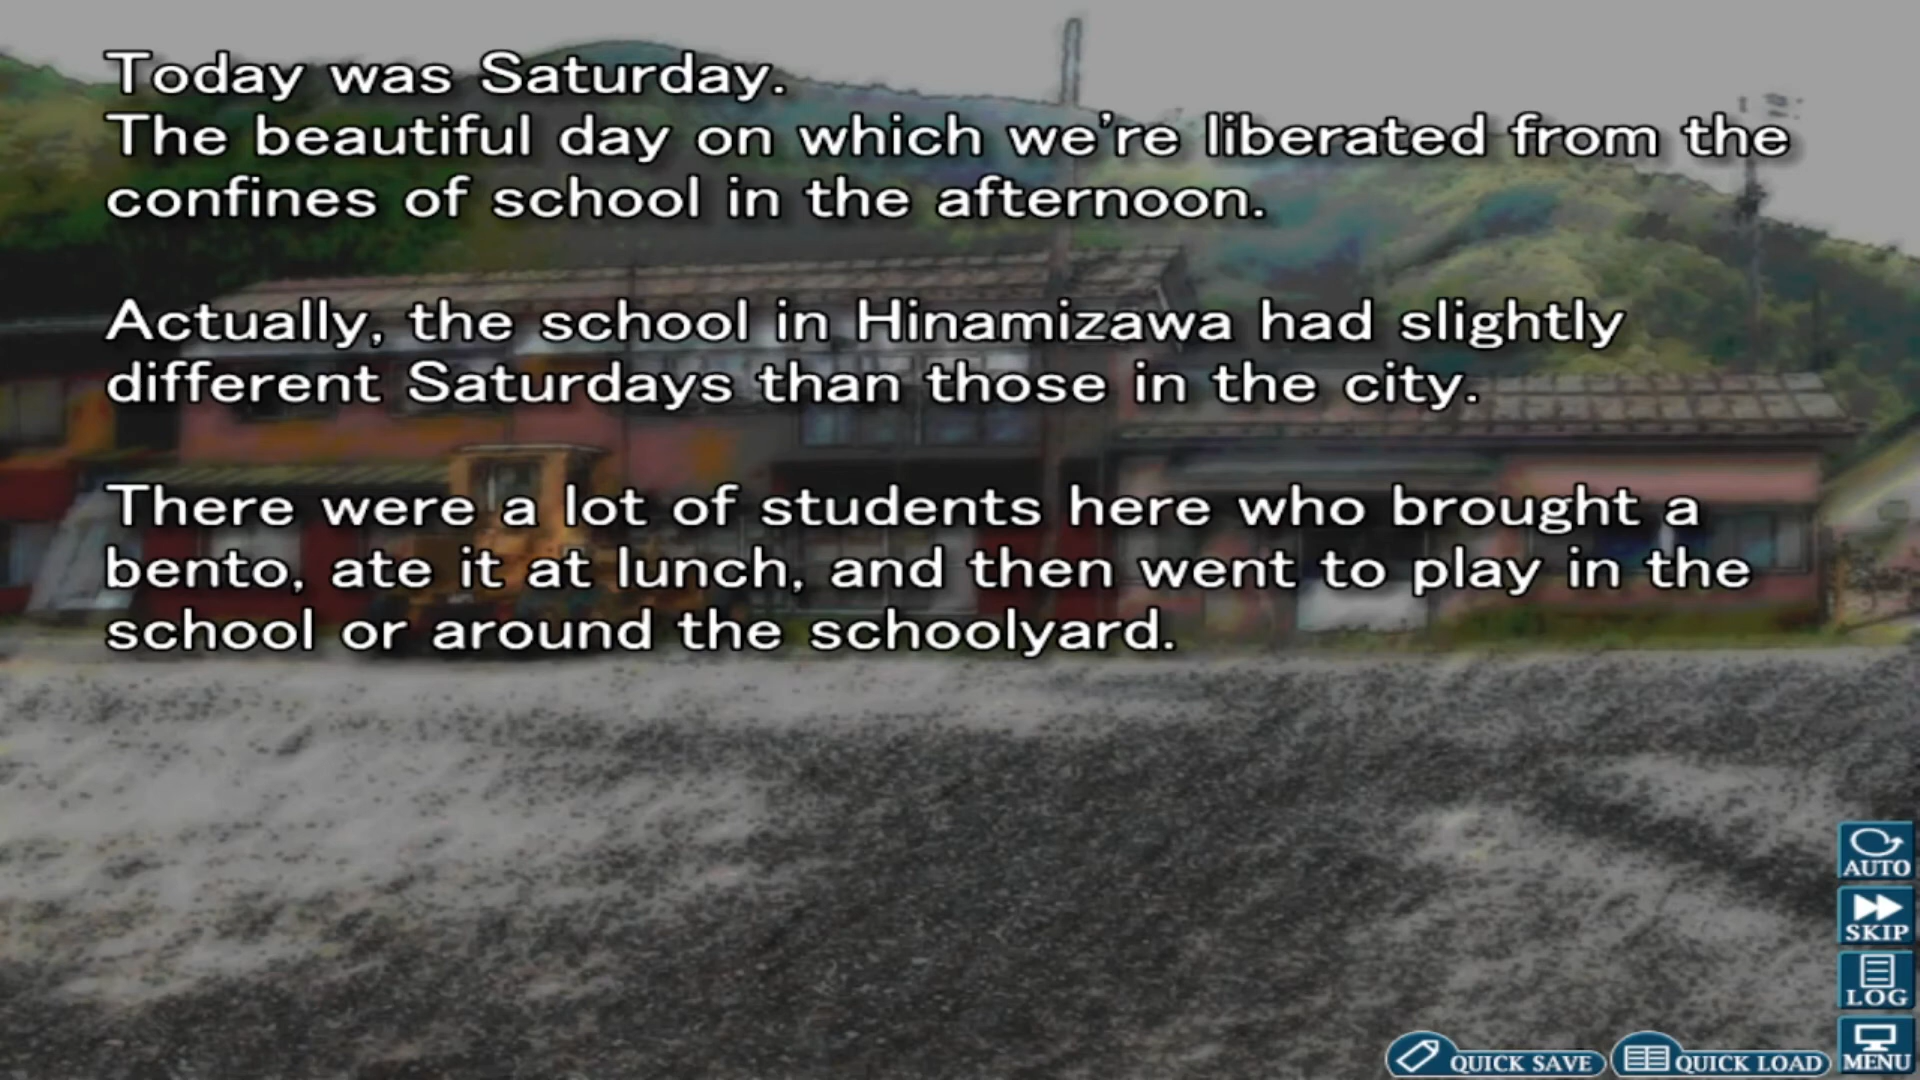 Today was Saturday.
The beautiful day on which we're liberated from the
confines of school in the afternoon.
Actually, the school in Hinamizawa had slightly
different Saturdays than those in the city.
There were a lot of students here who brought a
bento, ate it at lunch, and then went to play in the
school or around the schoolyard.
AUTO
SKIP
LOG
MENU
QUICK SAVE
QUICK LOAD